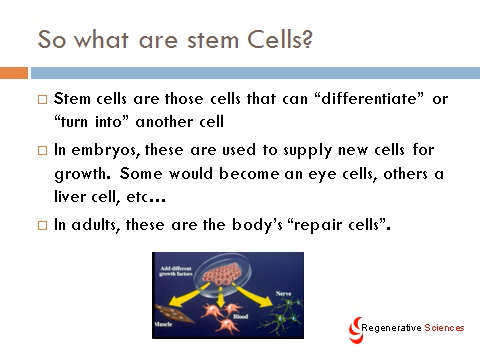 So what are stem Cells?
Stem cells are those cells that can “differentiate” or
“turn into” another cell
In embryos, these are used to supply new cells for
growth. Some would become an eye cells, others a
liver cell, etc...
In adults, these are the body’s “repair cells”.
Add different
growth factors
Nerve
Blood
Muscle
Regenerative Sciences